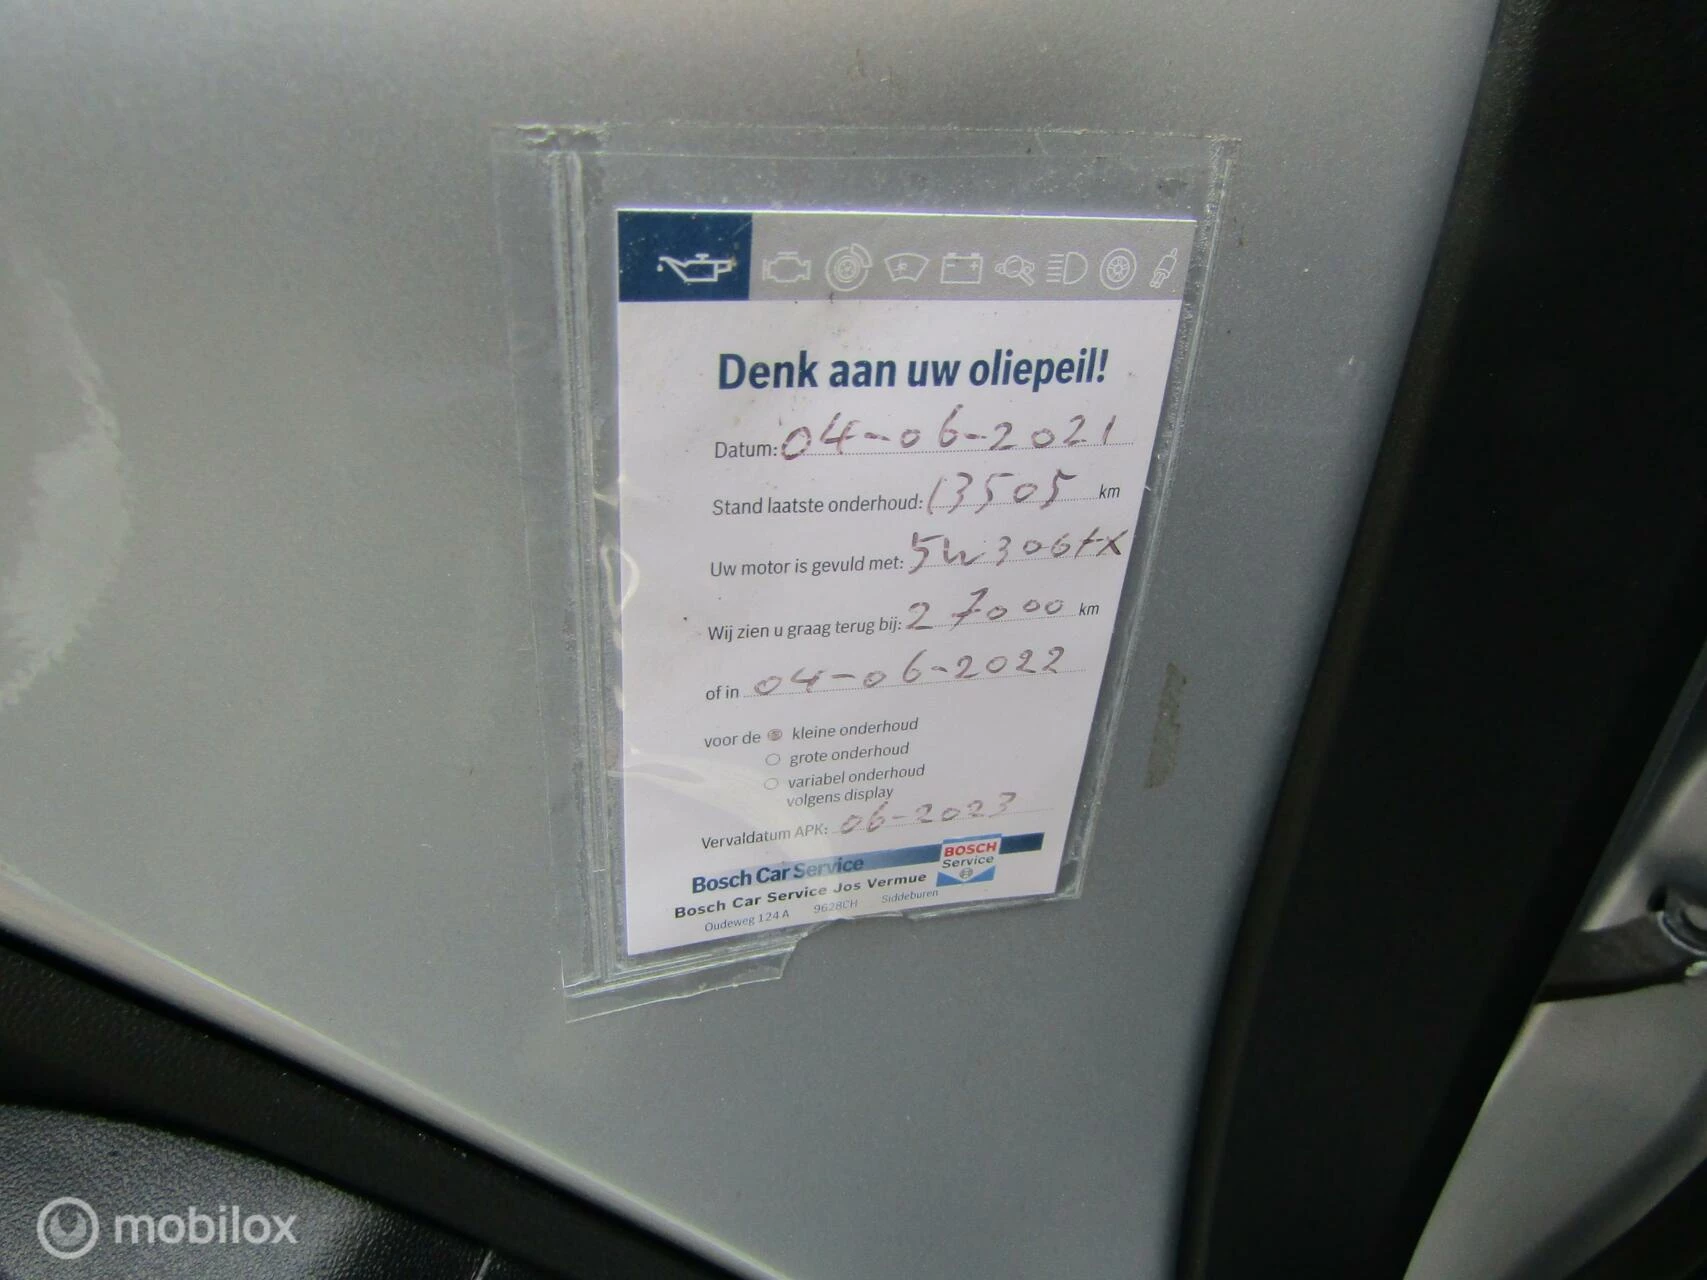 Denk aan uw oliepeil!
Datum: 04-06-2021
Stand laatste onderhoud: 13505 km
Uw motor is gevuld met: 5w30
Wij zien u graag terug bij: 27000 km
of in 04-06-2022
voor de kleine onderhoud
grote onderhoud
variabel onderhoud
volgens display
Vervaldatum APK: 06-2023
Bosch Car Service
BOSCH
Service
Bosch Car Service Jos Vermue
Oudeweg 124 A 9628CH Siddeburen
mobilox